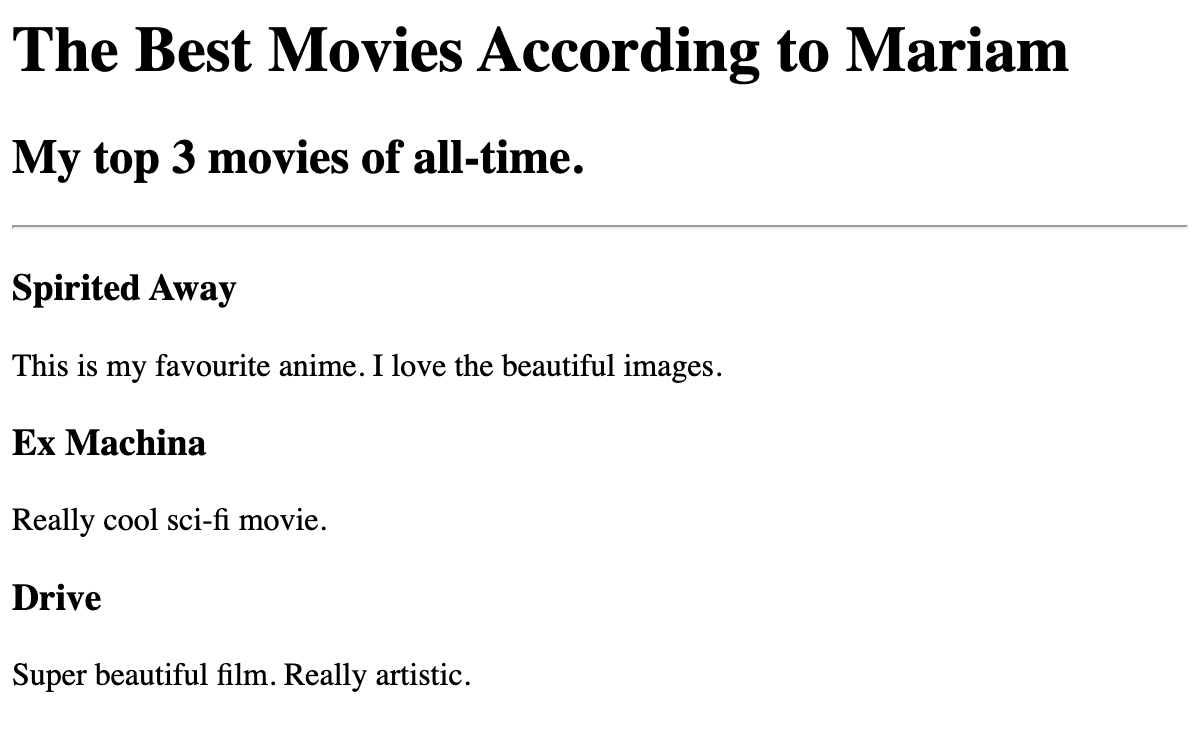 The Best Movies According to Mariam
My top 3 movies of all-time.
Spirited Away
This is my favourite anime. I love the beautiful images.
Ex Machina
Really cool sci-fi movie.
Drive
Super beautiful film. Really artistic.